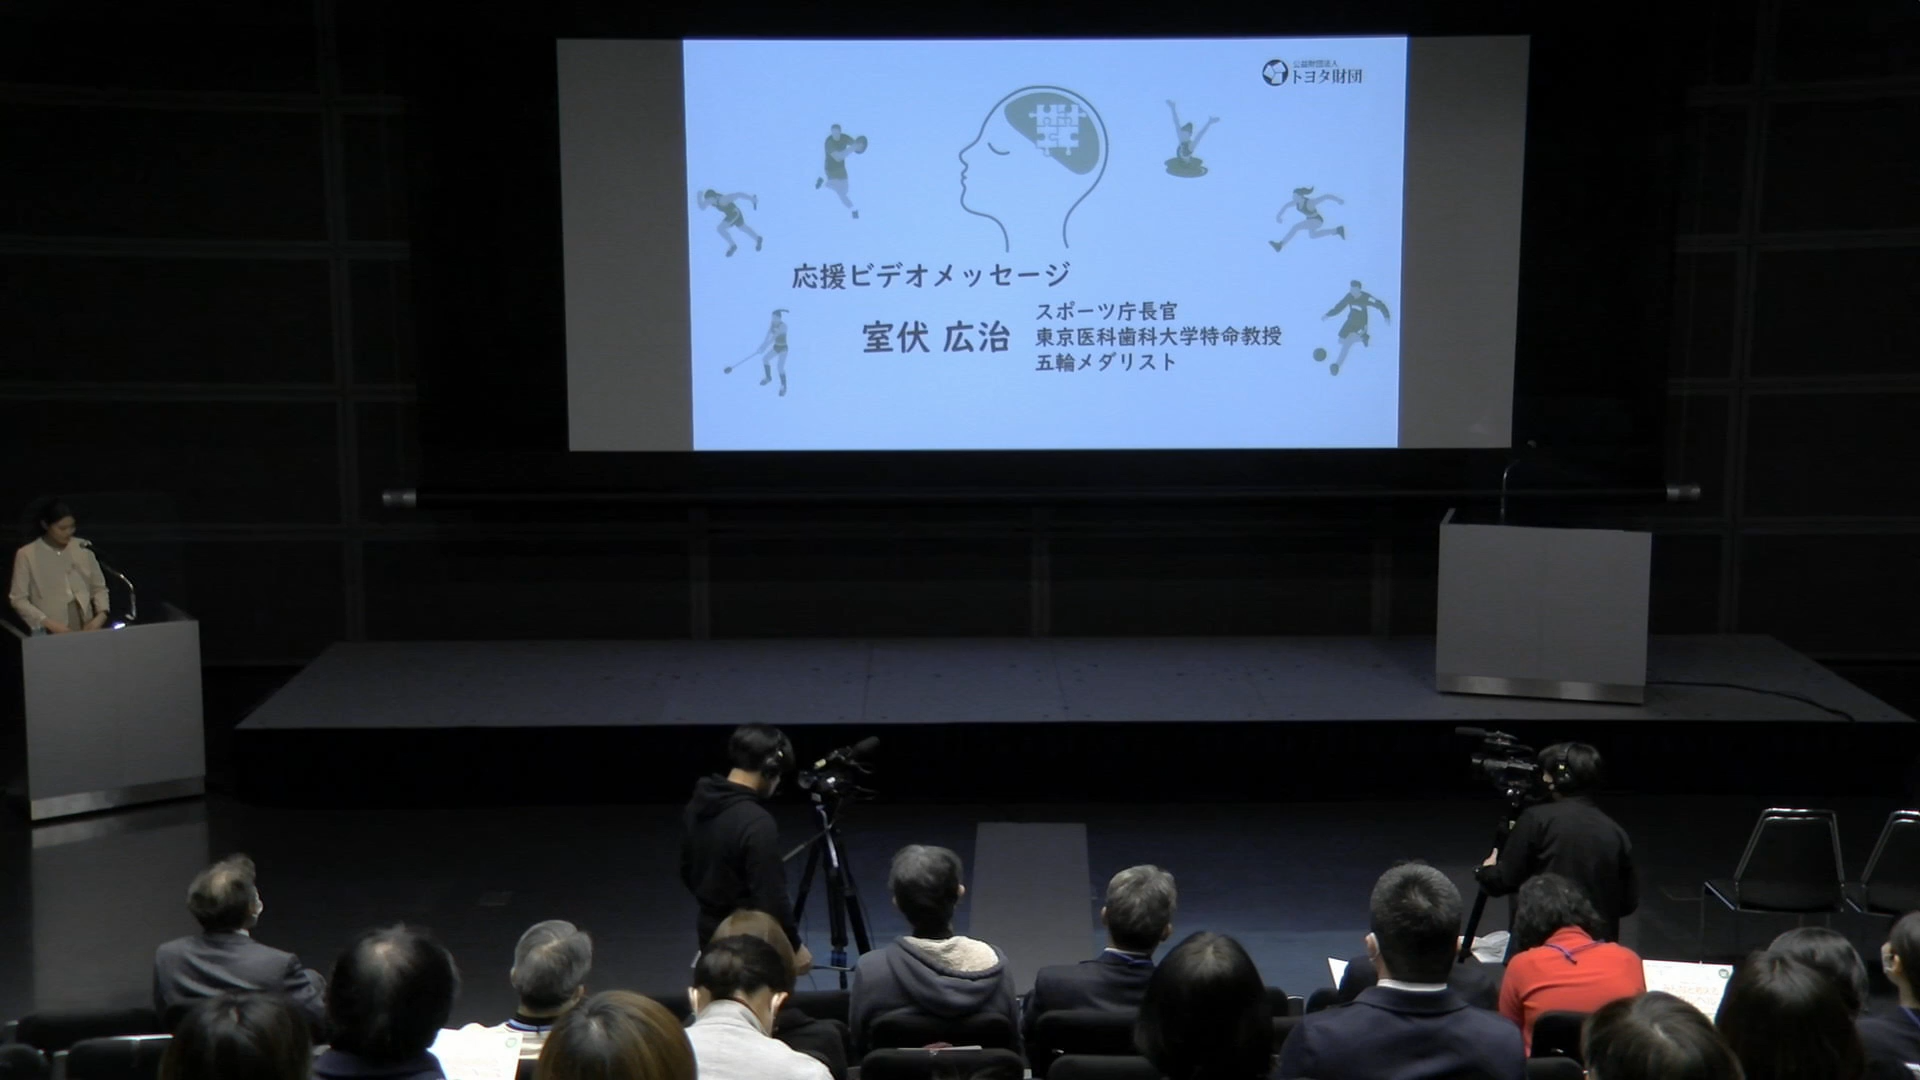 公益財団法人
トヨタ財団
応援ビデオメッセージ
室伏 広治
スポーツ庁長官
東京医科歯科大学特命教授
五輪メダリスト